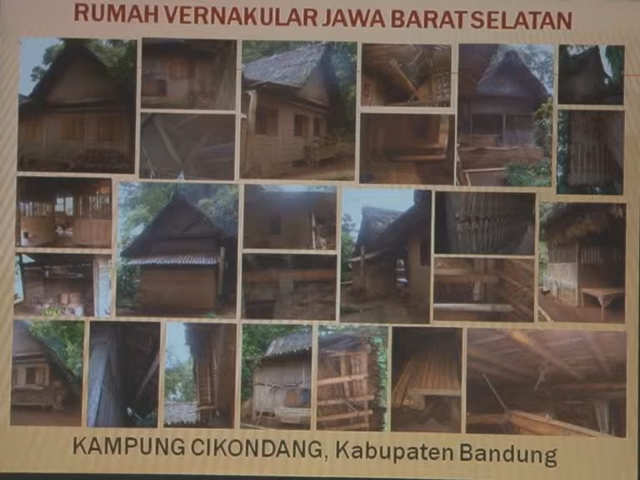 RUMAH VERNAKULAR JAWA BARAT SELATAN
KAMPUNG CIKONDANG, Kabupaten Bandung